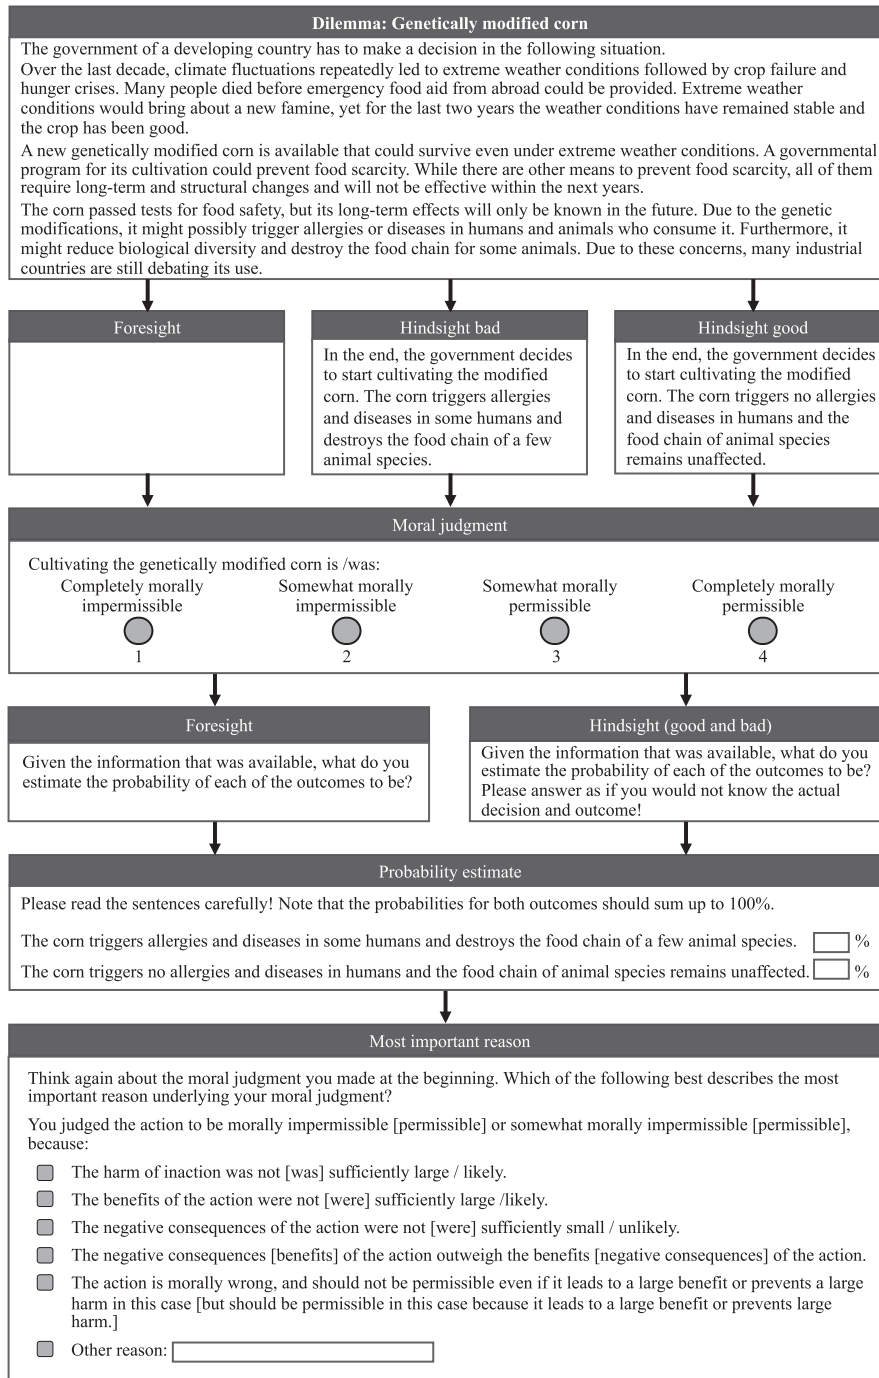 Dilemma: Genetically modified corn
The government of a developing country has to make a decision in the following situation.
Over the last decade, climate fluctuations repeatedly led to extreme weather conditions followed by crop failure and
hunger crises. Many people died before emergency food aid from abroad could be provided. Extreme weather
conditions would bring about a new famine, yet for the last two years the weather conditions have remained stable and
the crop has been good.
A new genetically modified corn is available that could survive even under extreme weather conditions. A governmental
program for its cultivation could prevent food scarcity. While there are other means to prevent food scarcity, all of them
require long-term and structural changes and will not be effective within the next years.
The corn passed tests for food safety, but its long-term effects will only be known in the future. Due to the genetic
modifications, it might possibly trigger allergies or diseases in humans and animals who consume it. Furthermore, it
might reduce biological diversity and destroy the food chain for some animals. Due to these concerns, many industrial
countries are still debating its use.
Foresight
Hindsight bad
In the end, the government decides
to start cultivating the modified
corn. The corn triggers allergies
and diseases in some humans and
destroys the food chain of a few
animal species.
Hindsight good
In the end, the government decides
to start cultivating the modified
corn. The corn triggers no allergies
and diseases in humans and the
food chain of animal species
remains unaffected.
Moral judgment
Cultivating the genetically modified corn is /was:
Completely morally
impermissible
1
Somewhat morally
impermissible
2
Somewhat morally
permissible
3
Completely morally
permissible
4
Foresight
Given the information that was available, what do you
estimate the probability of each of the outcomes to be?
Hindsight (good and bad)
Given the information that was available, what do you
estimate the probability of each of the outcomes to be?
Please answer as if you would not know the actual
decision and outcome!
Probability estimate
Please read the sentences carefully! Note that the probabilities for both outcomes should sum up to 100%.
The corn triggers allergies and diseases in some humans and destroys the food chain of a few animal species. %
The corn triggers no allergies and diseases in humans and the food chain of animal species remains unaffected. %
Most important reason
Think again about the moral judgment you made at the beginning. Which of the following best describes the most
important reason underlying your moral judgment?
You judged the action to be morally impermissible [permissible] or somewhat morally impermissible [permissible],
because:
The harm of inaction was not [was] sufficiently large / likely.
The benefits of the action were not [were] sufficiently large /likely.
The negative consequences of the action were not [were] sufficiently small / unlikely.
The negative consequences [benefits] of the action outweigh the benefits [negative consequences] of the action.
The action is morally wrong, and should not be permissible even if it leads to a large benefit or prevents a large
harm in this case [but should be permissible in this case because it leads to a large benefit or prevents large
harm.]
Other reason: